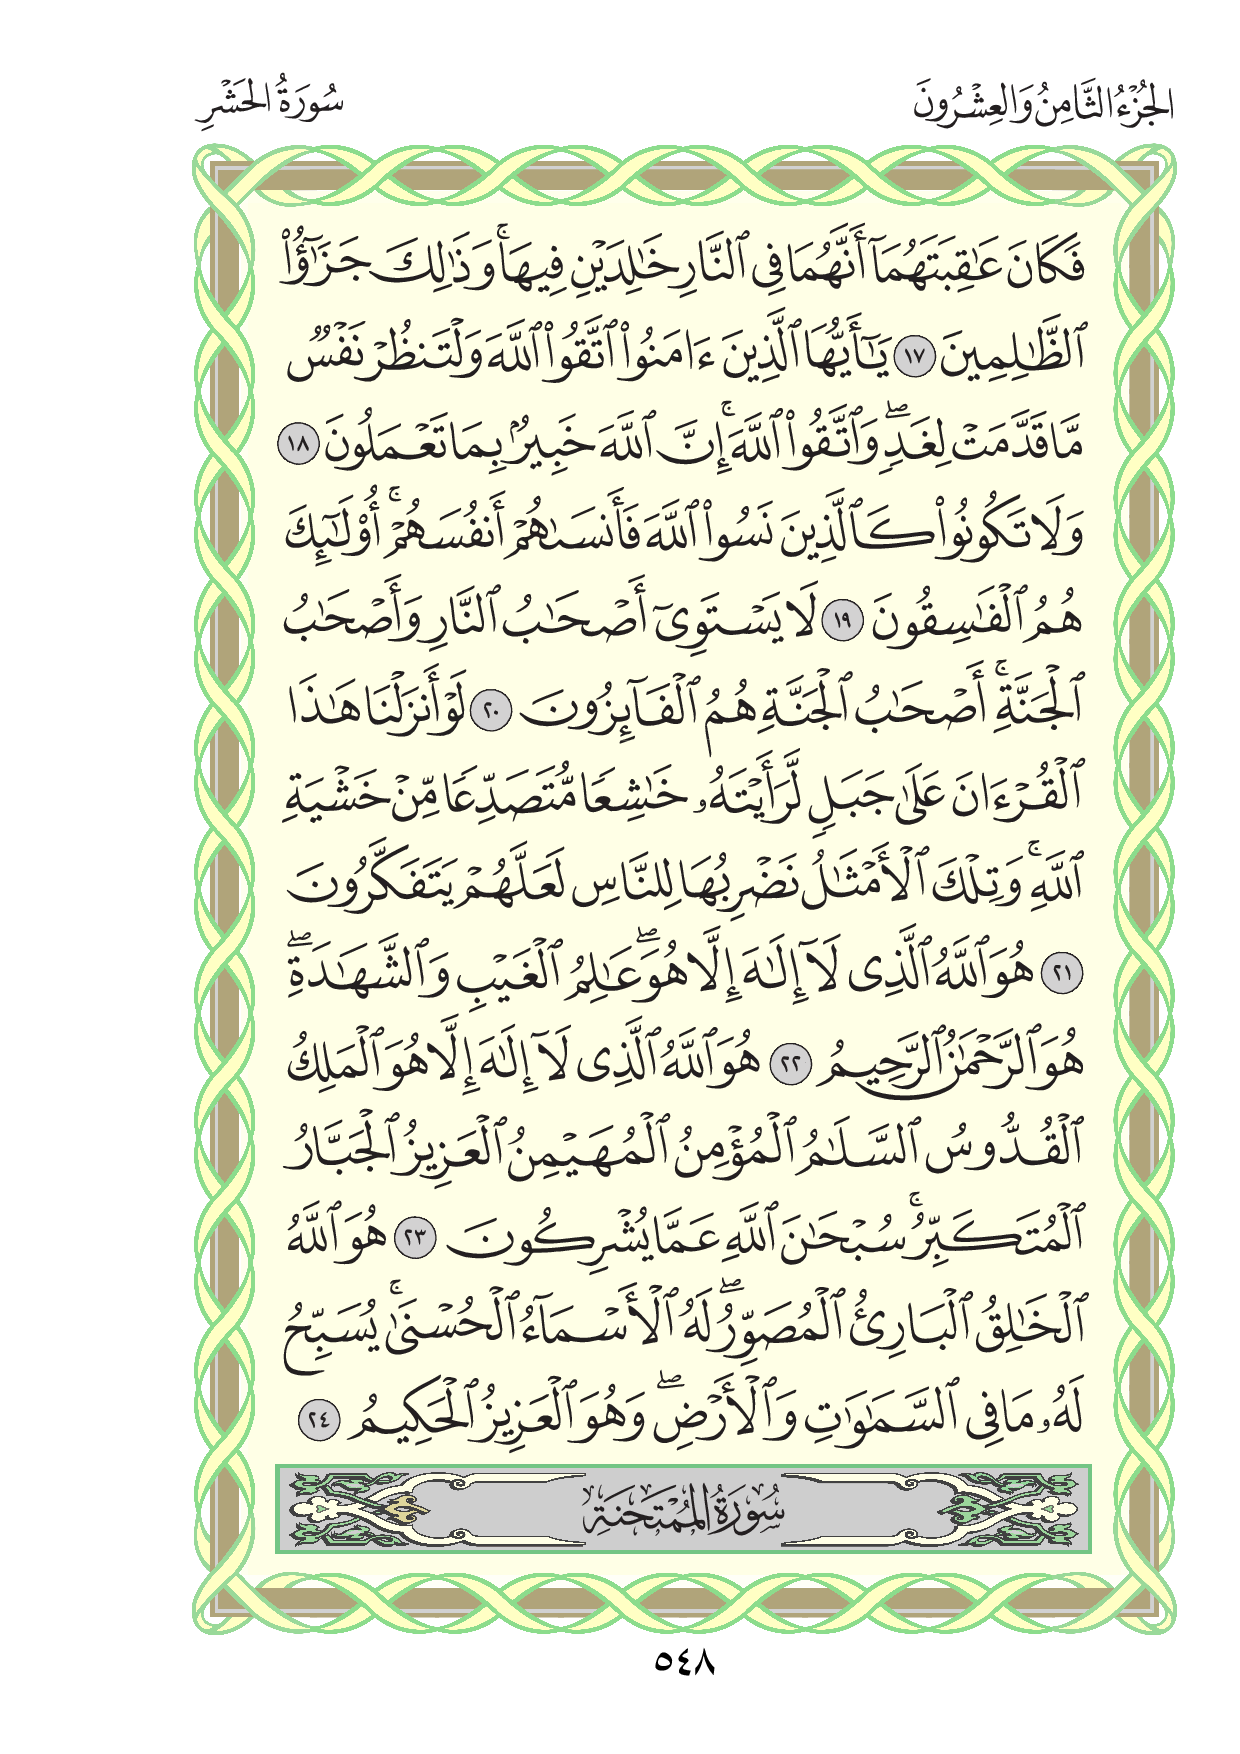 الجُزْءُ الثَّامِنُ وَالعِشْرُونَ
سُورَةُ الحَشْرِ
فَكَانَ عَٰقِبَتَهُمَآ أَنَّهُمَا فِى ٱلنَّارِ خَٰلِدَيْنِ فِيهَاۚ وَذَٰلِكَ جَزَٰٓؤُا۟
ٱلظَّٰلِمِينَ ١٧ يَٰٓأَيُّهَا ٱلَّذِينَ ءَامَنُوا۟ ٱتَّقُوا۟ ٱللَّهَ وَلْتَنظُرْ نَفْسٌ
مَّا قَدَّمَتْ لِغَدٍۖ وَٱتَّقُوا۟ ٱللَّهَۚ إِنَّ ٱللَّهَ خَبِيرٌۢ بِمَا تَعْمَلُونَ ١٨
وَلَا تَكُونُوا۟ كَٱلَّذِينَ نَسُوا۟ ٱللَّهَ فَأَنسَىٰهُمْ أَنفُسَهُمْۚ أُو۟لَٰٓئِكَ
هُمُ ٱلْفَٰسِقُونَ ١٩ لَا يَسْتَوِىٓ أَصْحَٰبُ ٱلنَّارِ وَأَصْحَٰبُ
ٱلْجَنَّةِۚ أَصْحَٰبُ ٱلْجَنَّةِ هُمُ ٱلْفَآئِزُونَ ٢٠ لَوْ أَنزَلْنَا هَٰذَا
ٱلْقُرْءَانَ عَلَىٰ جَبَلٍ لَّرَأَيْتَهُۥ خَٰشِعًا مُّتَصَدِّعًا مِّنْ خَشْيَةِ
ٱللَّهِۚ وَتِلْكَ ٱلْأَمْثَٰلُ نَضْرِبُهَا لِلنَّاسِ لَعَلَّهُمْ يَتَفَكَّرُونَ
٢١ هُوَ ٱللَّهُ ٱلَّذِى لَآ إِلَٰهَ إِلَّا هُوَۖ عَٰلِمُ ٱلْغَيْبِ وَٱلشَّهَٰدَةِۖ
هُوَ ٱلرَّحْمَٰنُ ٱلرَّحِيمُ ٢٢ هُوَ ٱللَّهُ ٱلَّذِى لَآ إِلَٰهَ إِلَّا هُوَ ٱلْمَلِكُ
ٱلْقُدُّوسُ ٱلسَّلَٰمُ ٱلْمُؤْمِنُ ٱلْمُهَيْمِنُ ٱلْعَزِيزُ ٱلْجَبَّارُ
ٱلْمُتَكَبِّرُۚ سُبْحَٰنَ ٱللَّهِ عَمَّا يُشْرِكُونَ ٢٣ هُوَ ٱللَّهُ
ٱلْخَٰلِقُ ٱلْبَارِئُ ٱلْمُصَوِّرُۖ لَهُ ٱلْأَسْمَآءُ ٱلْحُسْنَىٰۚ يُسَبِّحُ
لَهُۥ مَا فِى ٱلسَّمَٰوَٰتِ وَٱلْأَرْضِۖ وَهُوَ ٱلْعَزِيزُ ٱلْحَكِيمُ ٢٤
سُورَةُ المُمْتَحَنَةِ
٥٤٨